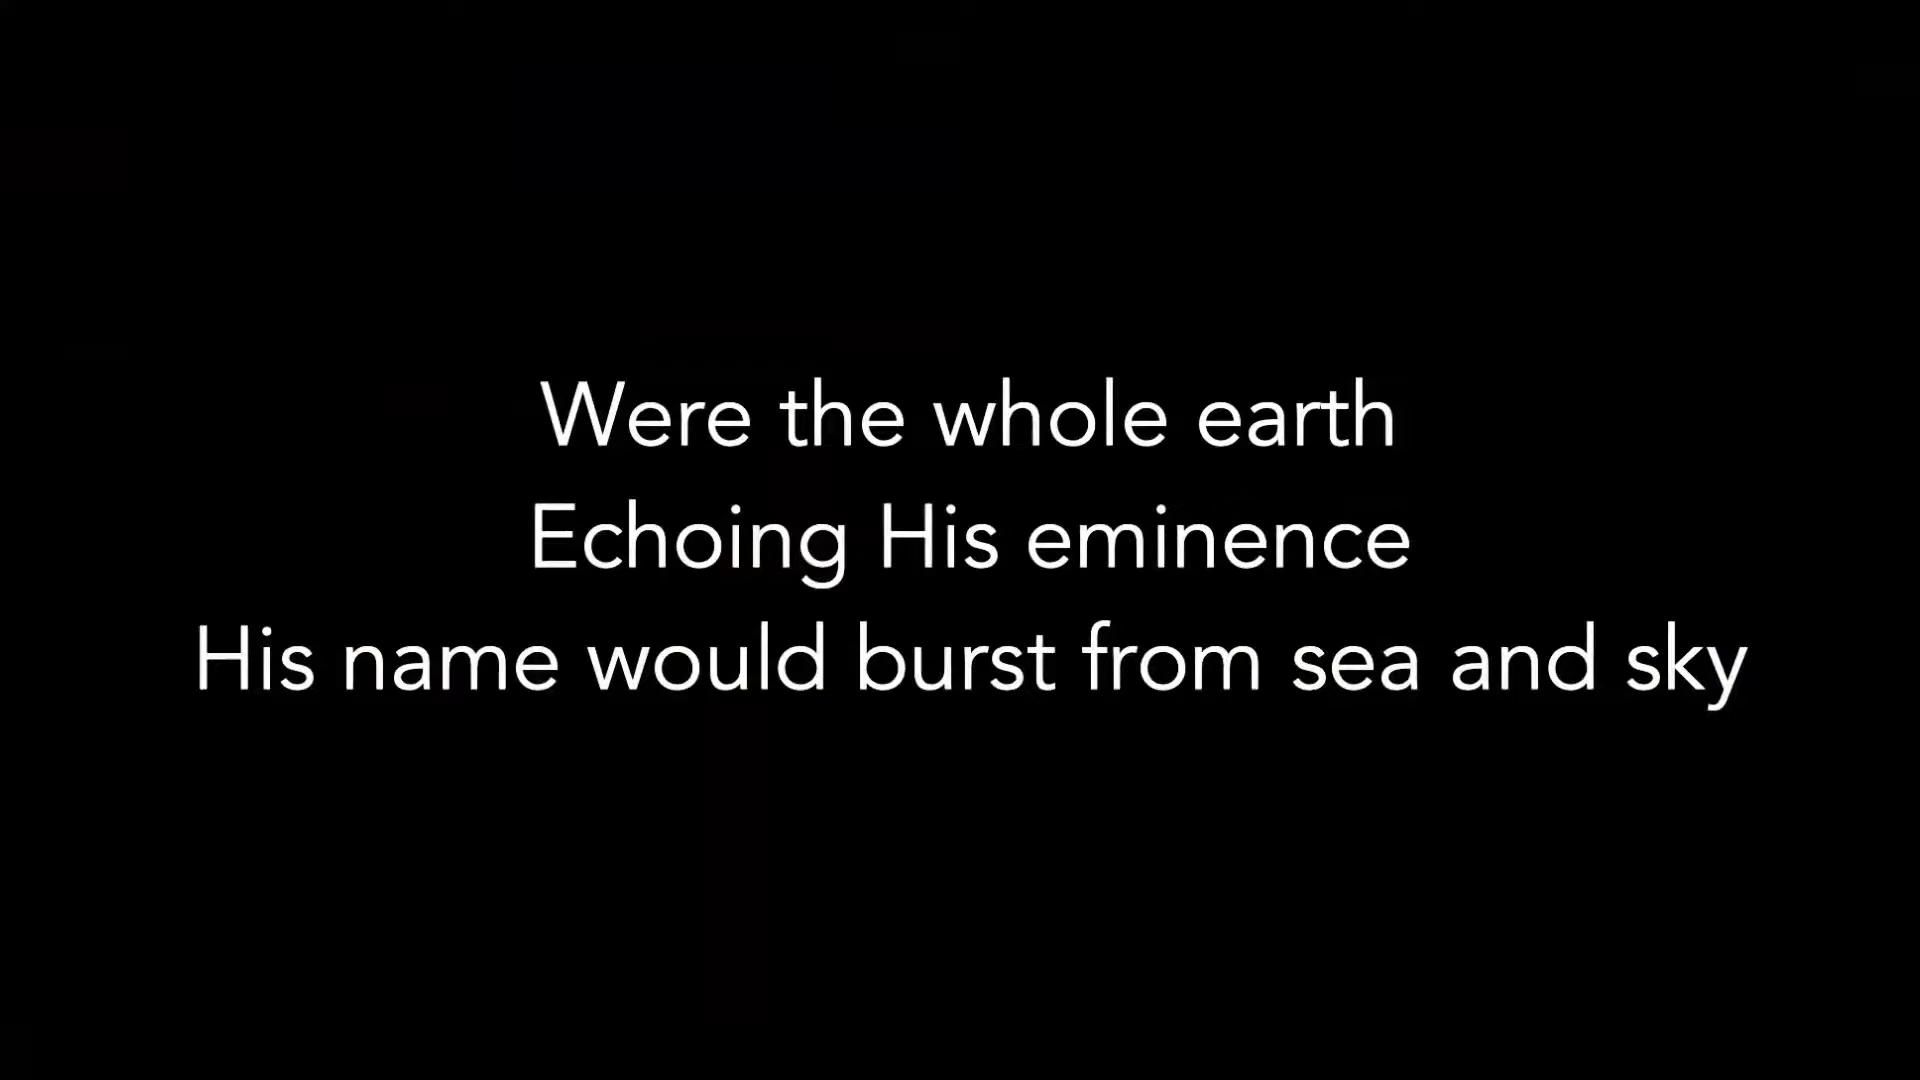 Were the whole earth
Echoing His eminence
His name would burst from sea and sky